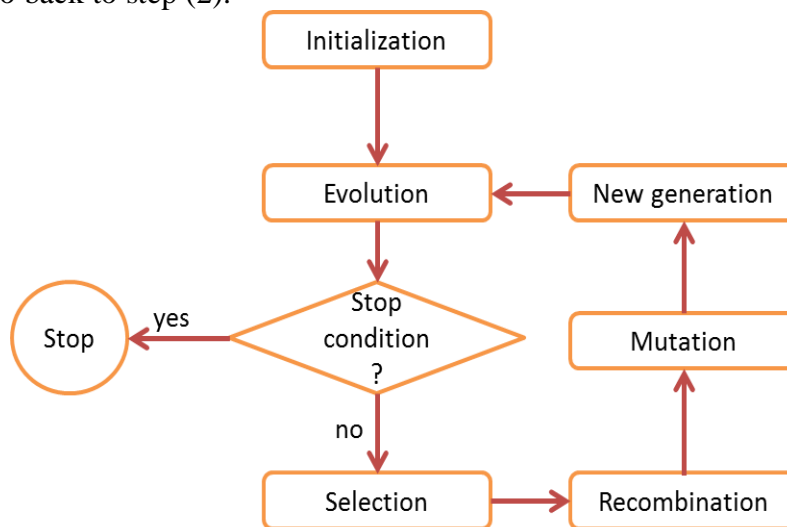 o back to step (2).
Initialization
Evolution
New generation
Stop
condition
?
yes
Stop
Mutation
no
Selection
Recombination